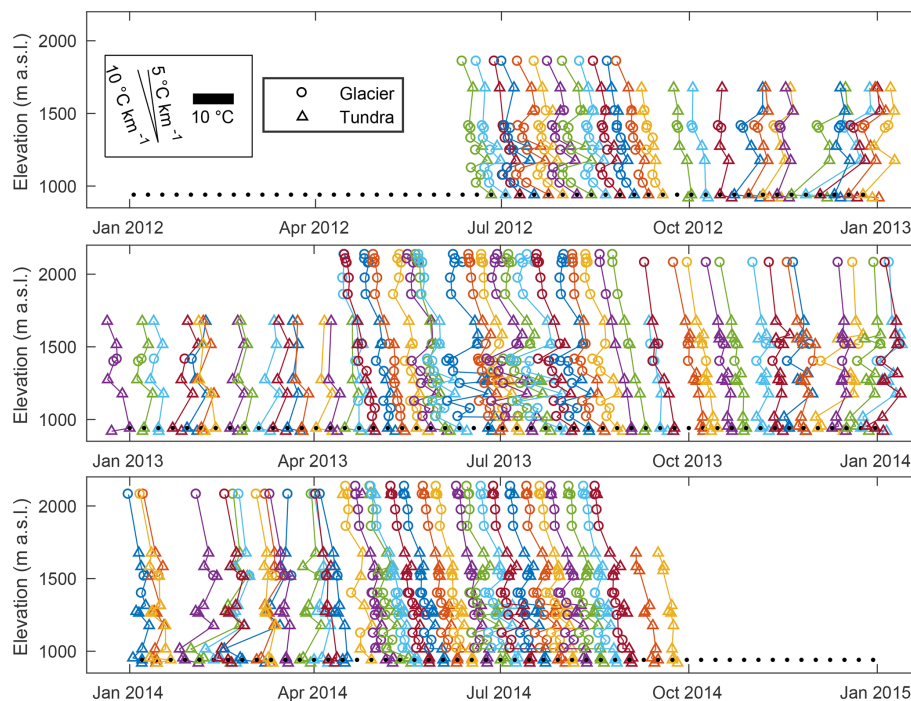 Elevation (m a.s.l.)
2000
1500
1000
10 °C km⁻¹
5 °C km⁻¹
10 °C
Glacier
Tundra
Jan 2012
Apr 2012
Jul 2012
Oct 2012
Jan 2013
Elevation (m a.s.l.)
2000
1500
1000
Jan 2013
Apr 2013
Jul 2013
Oct 2013
Jan 2014
Elevation (m a.s.l.)
2000
1500
1000
Jan 2014
Apr 2014
Jul 2014
Oct 2014
Jan 2015